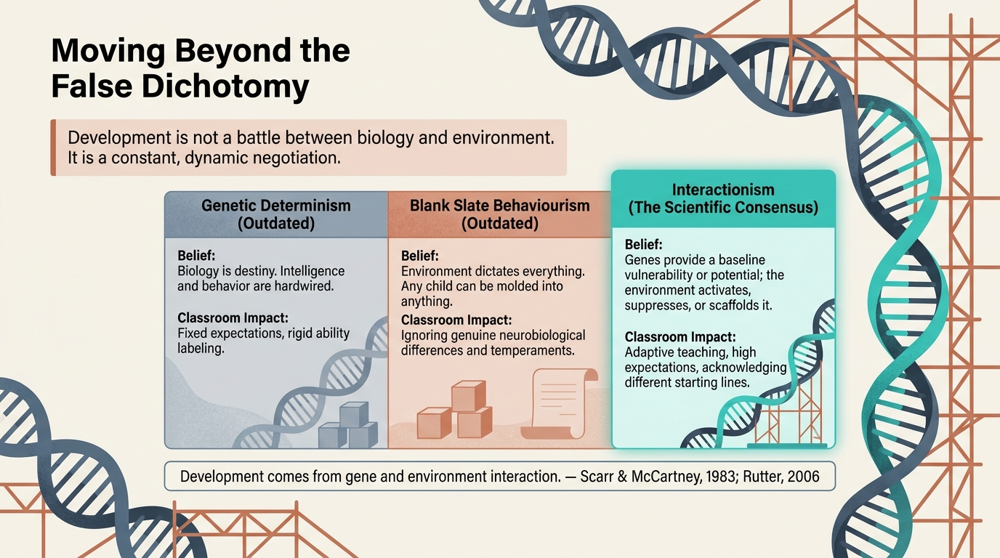 Moving Beyond the
False Dichotomy
Development is not a battle between biology and environment.
It is a constant, dynamic negotiation.
Genetic Determinism
(Outdated)
Belief:
Biology is destiny. Intelligence
and behavior are hardwired.
Classroom Impact:
Fixed expectations, rigid ability
labeling.
Blank Slate Behaviourism
(Outdated)
Belief:
Environment dictates everything.
Any child can be molded into
anything.
Classroom Impact:
Ignoring genuine neurobiological
differences and temperaments.
Interactionism
(The Scientific Consensus)
Belief:
Genes provide a baseline
vulnerability or potential; the
environment activates,
suppresses, or scaffolds it.
Classroom Impact:
Adaptive teaching, high
expectations, acknowledging
different starting lines.
Development comes from gene and environment interaction. — Scarr & McCartney, 1983; Rutter, 2006